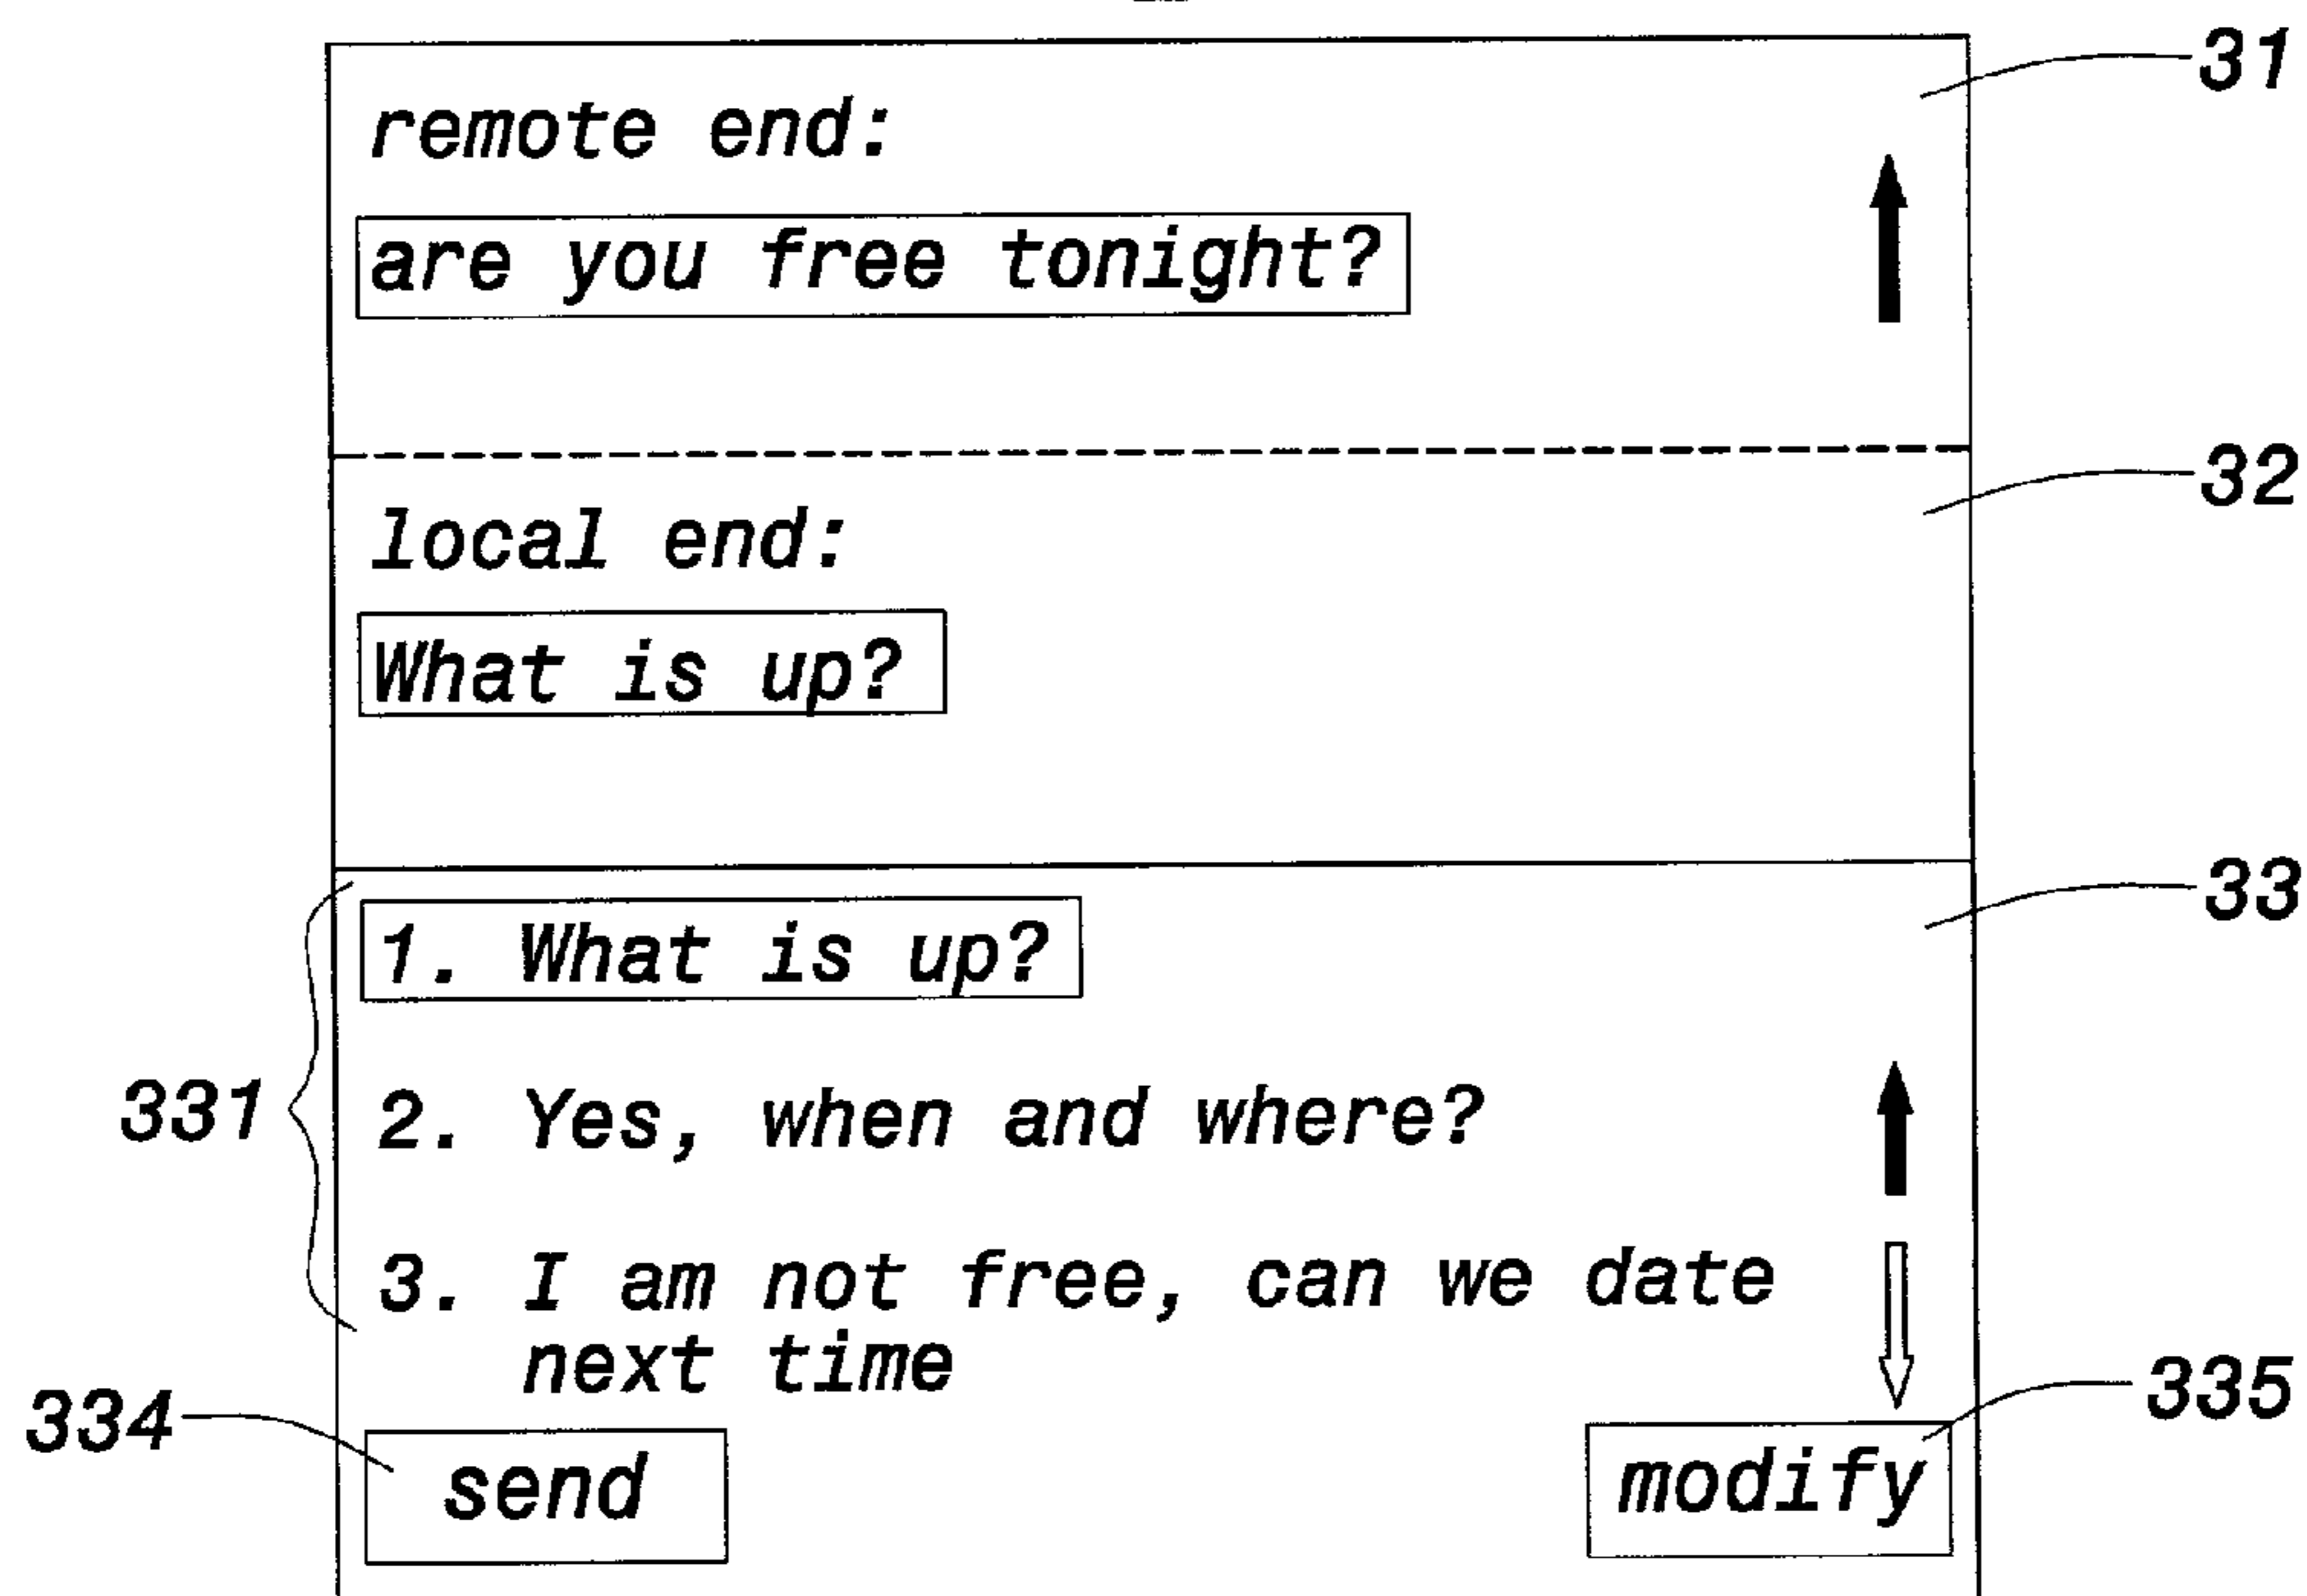 31
remote end:
are you free tonight?
32
local end:
What is up?
33
1. What is up?
331
2. Yes, when and where?
3. I am not free, can we date
next time
334
335
send
modify